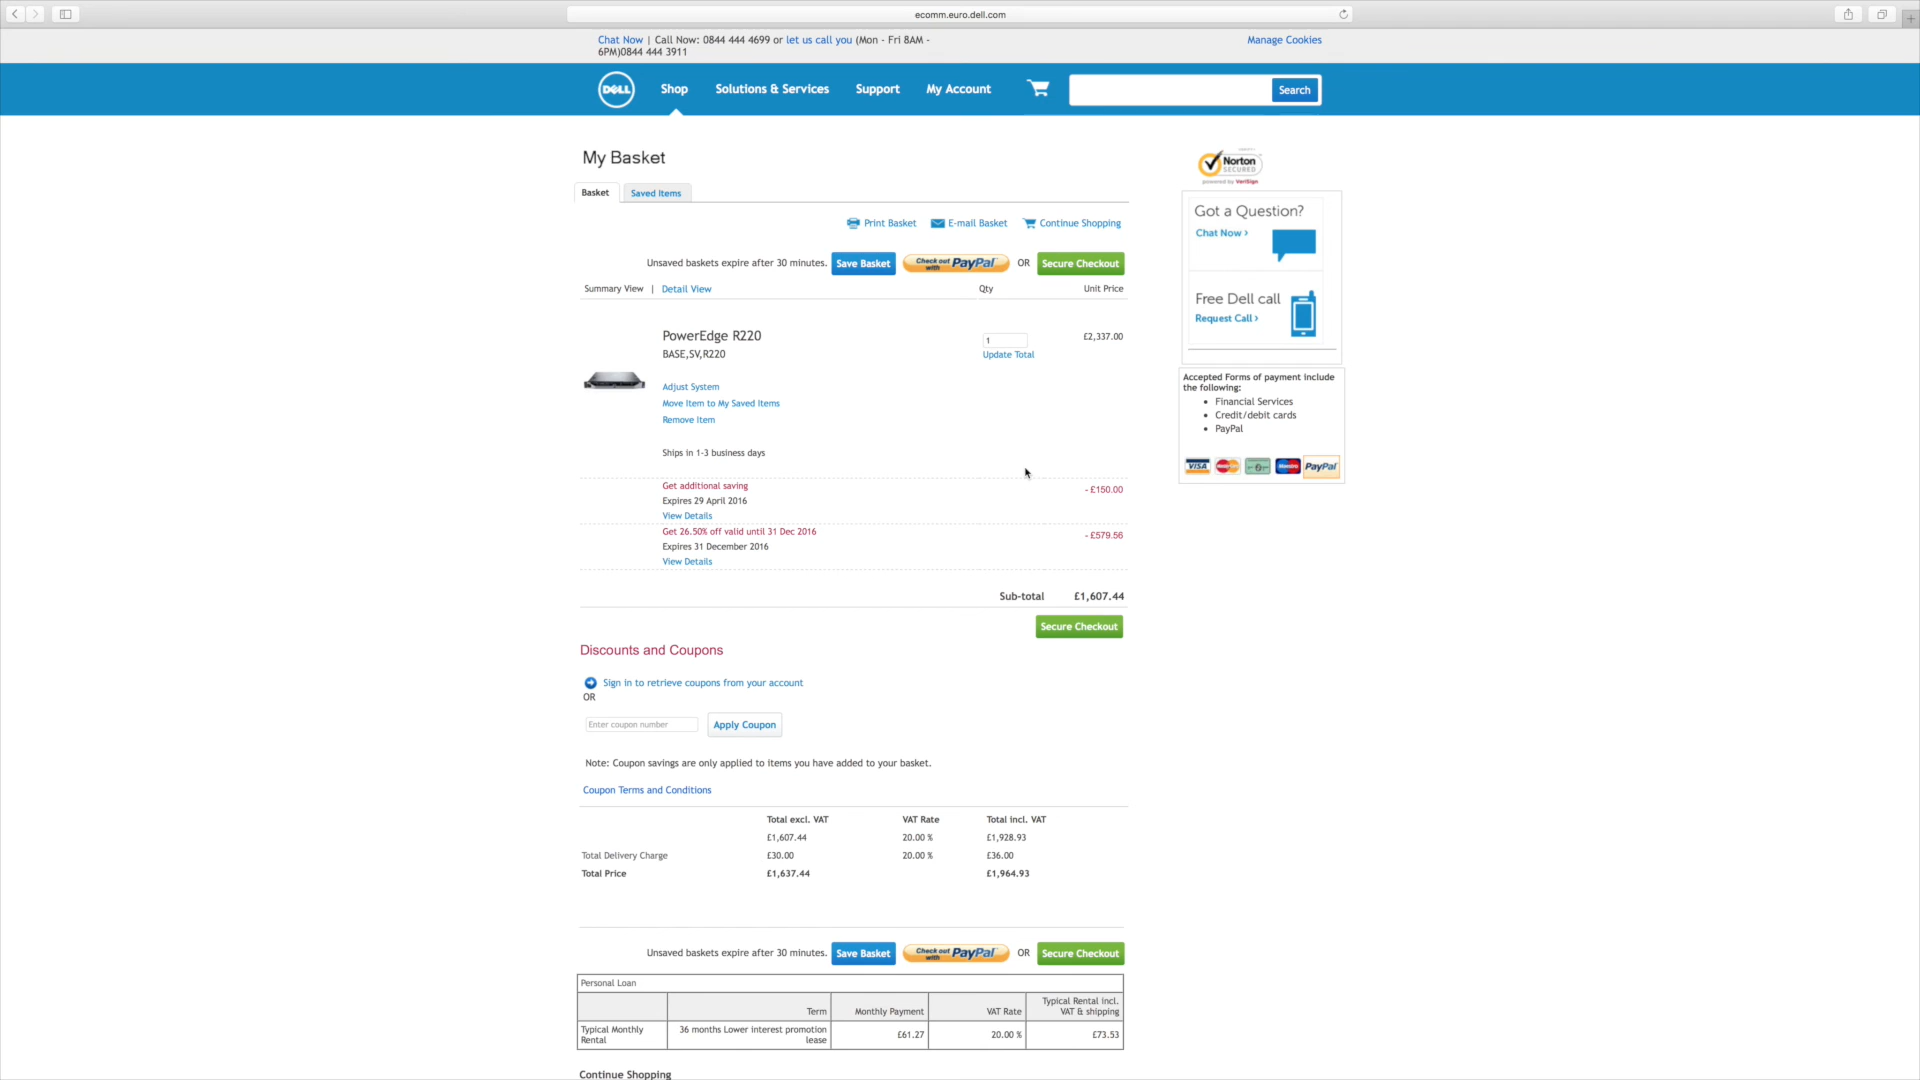 ecomm.euro.dell.com
Chat Now | Call Now: 0844 444 4699 or let us call you (Mon - Fri 8AM -
6PM)0844 444 3911
Manage Cookies
DELL
Shop
Solutions & Services
Support
My Account
Search
My Basket
Norton
SECURED
powered by VeriSign
Basket
Saved Items
Got a Question?
Chat Now ›
Print Basket
E-mail Basket
Continue Shopping
Unsaved baskets expire after 30 minutes.
Save Basket
Check out with PayPal
OR
Secure Checkout
Summary View | Detail View
Qty
Unit Price
Free Dell call
Request Call ›
PowerEdge R220
1
£2,337.00
BASE,SV,R220
Update Total
Adjust System
Move Item to My Saved Items
Remove Item
Accepted Forms of payment include
the following:
• Financial Services
• Credit/debit cards
• PayPal
VISA
Maestro
PayPal
Ships in 1-3 business days
Get additional saving
- £150.00
Expires 29 April 2016
View Details
Get 26.50% off valid until 31 Dec 2016
- £579.56
Expires 31 December 2016
View Details
Sub-total £1,607.44
Secure Checkout
Discounts and Coupons
Sign in to retrieve coupons from your account
OR
Enter coupon number
Apply Coupon
Note: Coupon savings are only applied to items you have added to your basket.
Coupon Terms and Conditions
Total excl. VAT VAT Rate Total incl. VAT
£1,607.44 20.00 % £1,928.93
Total Delivery Charge £30.00 20.00 % £36.00
Total Price £1,637.44 £1,964.93
Unsaved baskets expire after 30 minutes.
Save Basket
Check out with PayPal
OR
Secure Checkout
Personal Loan
Term
Monthly Payment
VAT Rate
Typical Rental incl.
VAT & shipping
Typical Monthly
Rental
36 months Lower interest promotion
lease
£61.27
20.00 %
£73.53
Continue Shopping